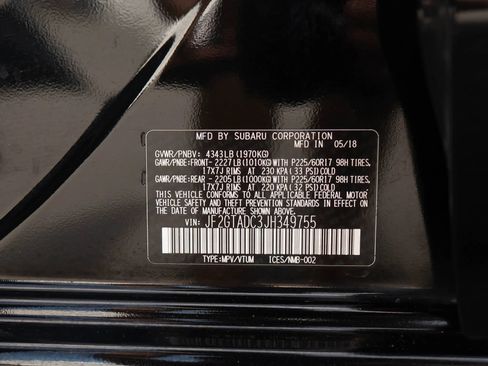 MFD BY SUBARU CORPORATION
MFD IN 05/18
GVWR/PNBV: 4343LB (1970KG)
GAWR/PNBE:FRONT- 2227LB(1010KG) WITH P225/60R17 98H TIRES,
17X7J RIMS AT 230 KPA(33 PSI)COLD
GAWR/PNBE:REAR - 2205LB(1000KG) WITH P225/60R17 98H TIRES,
17X7J RIMS AT 220 KPA(32 PSI)COLD
THIS VEHICLE CONFORMS TO ALL APPLICABLE FEDERAL MOTOR
VEHICLE SAFETY AND THEFT PREVENTION STANDARDS IN EFFECT
ON THE DATE OF MANUFACTURE SHOWN ABOVE.
VIN: JF2GTADC3JH349755
TYPE:MPV/VTUM ICES/NMB-002